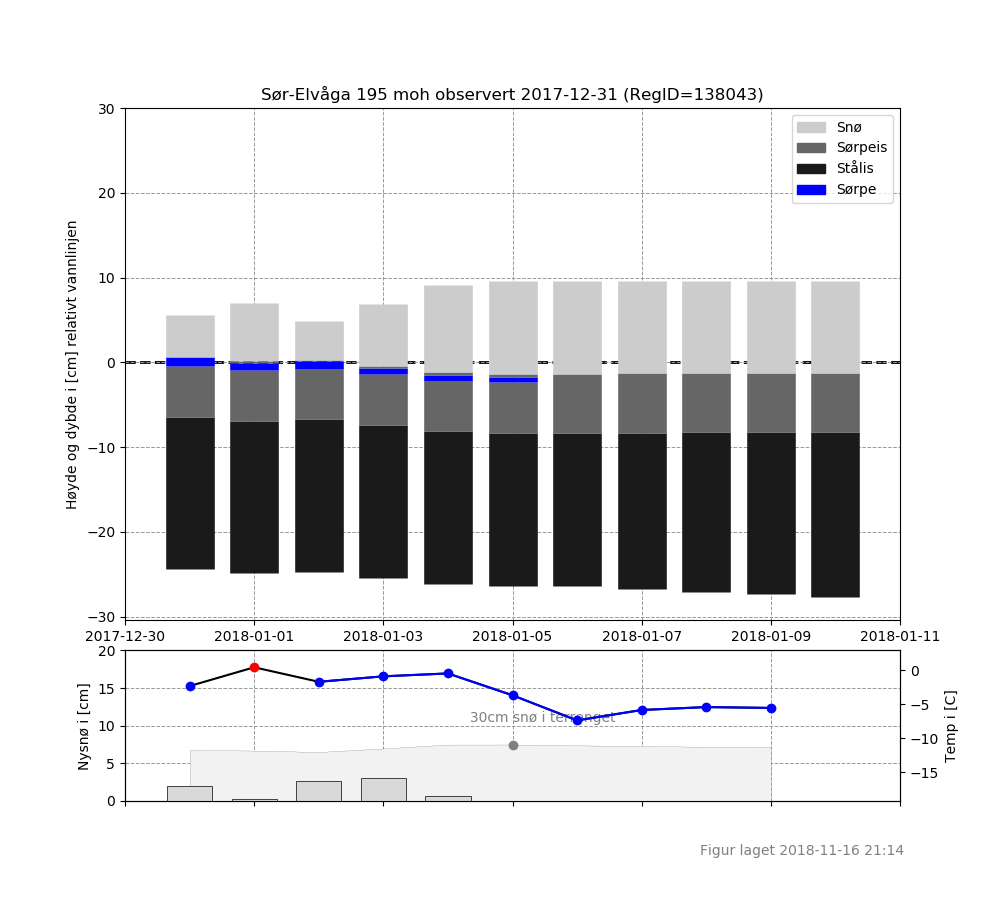 Sør-Elvåga 195 moh observert 2017-12-31 (RegID=138043)
Høyde og dybde i [cm] relativt vannlinjen
30
20
10
0
−10
−20
−30
Snø
Sørpeis
Stålis
Sørpe
2017-12-30 2018-01-01 2018-01-03 2018-01-05 2018-01-07 2018-01-09 2018-01-11
Nysnø i [cm]
20
15
10
5
0
30cm snø i terrenget
0
−5
−10
−15
Temp i [C]
Figur laget 2018-11-16 21:14